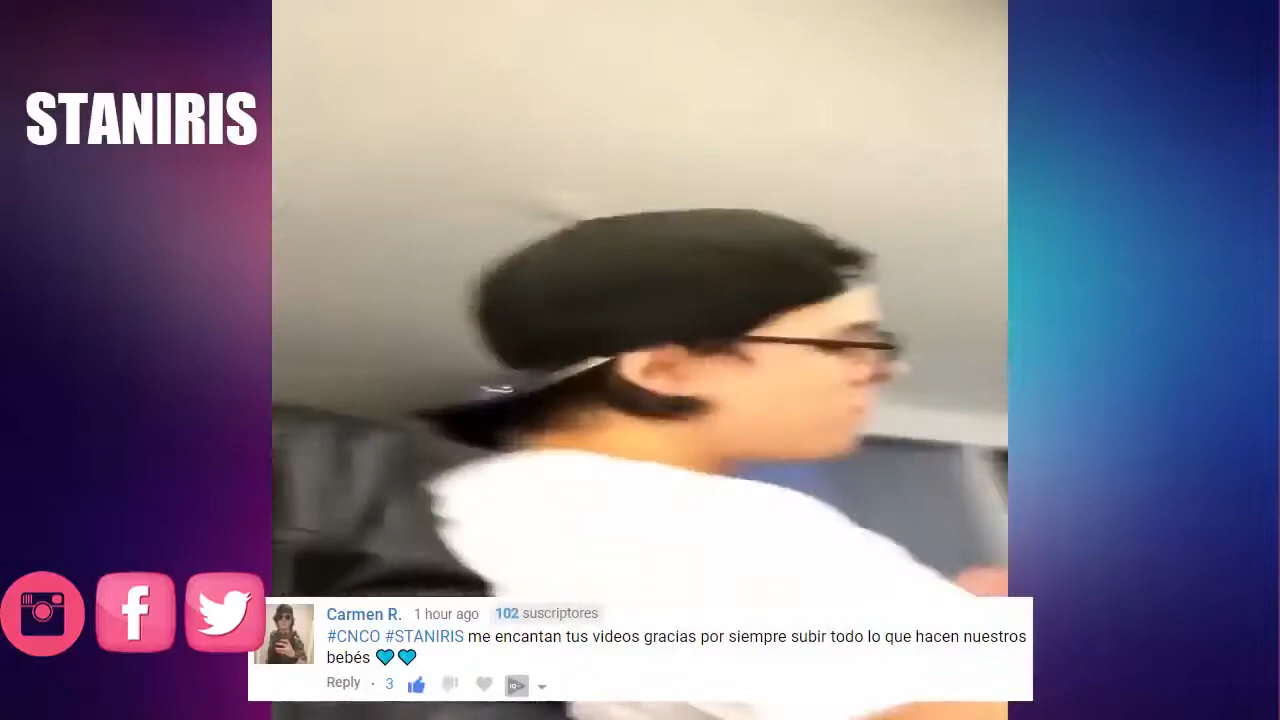 STANIRIS
Carmen R. 1 hour ago 102 suscriptores
#CNCO #STANIRIS me encantan tus videos gracias por siempre subir todo lo que hacen nuestros
bebés 💙💙
Reply · 3